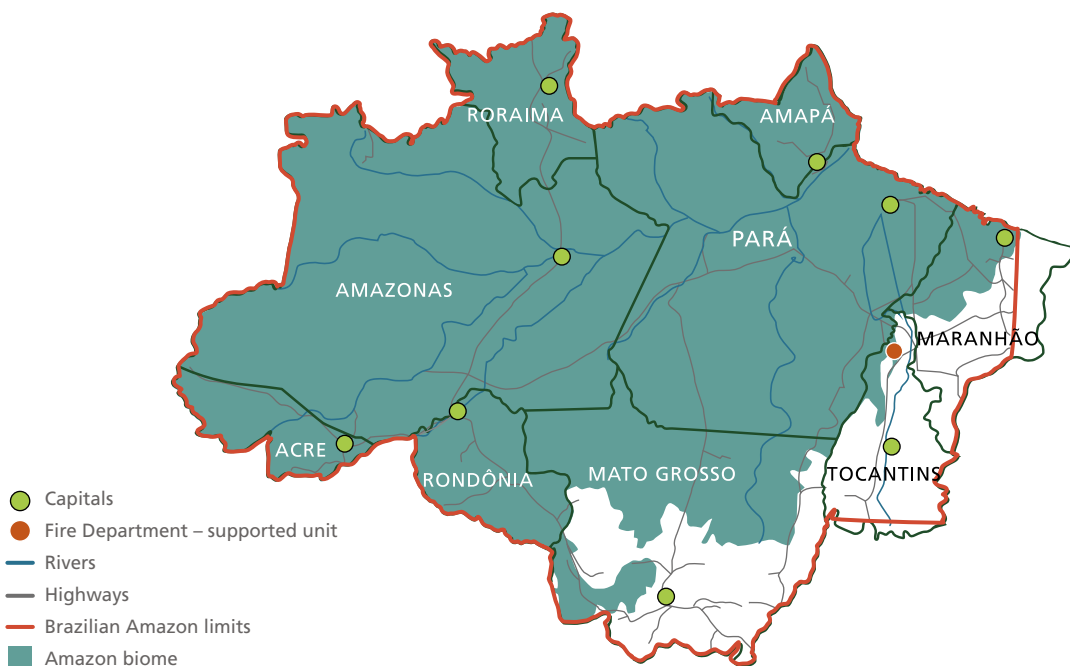 RORAIMA
AMAPÁ
PARÁ
AMAZONAS
MARANHÃO
ACRE
RONDÔNIA
MATO GROSSO
TOCANTINS
Capitals
Fire Department – supported unit
Rivers
Highways
Brazilian Amazon limits
Amazon biome